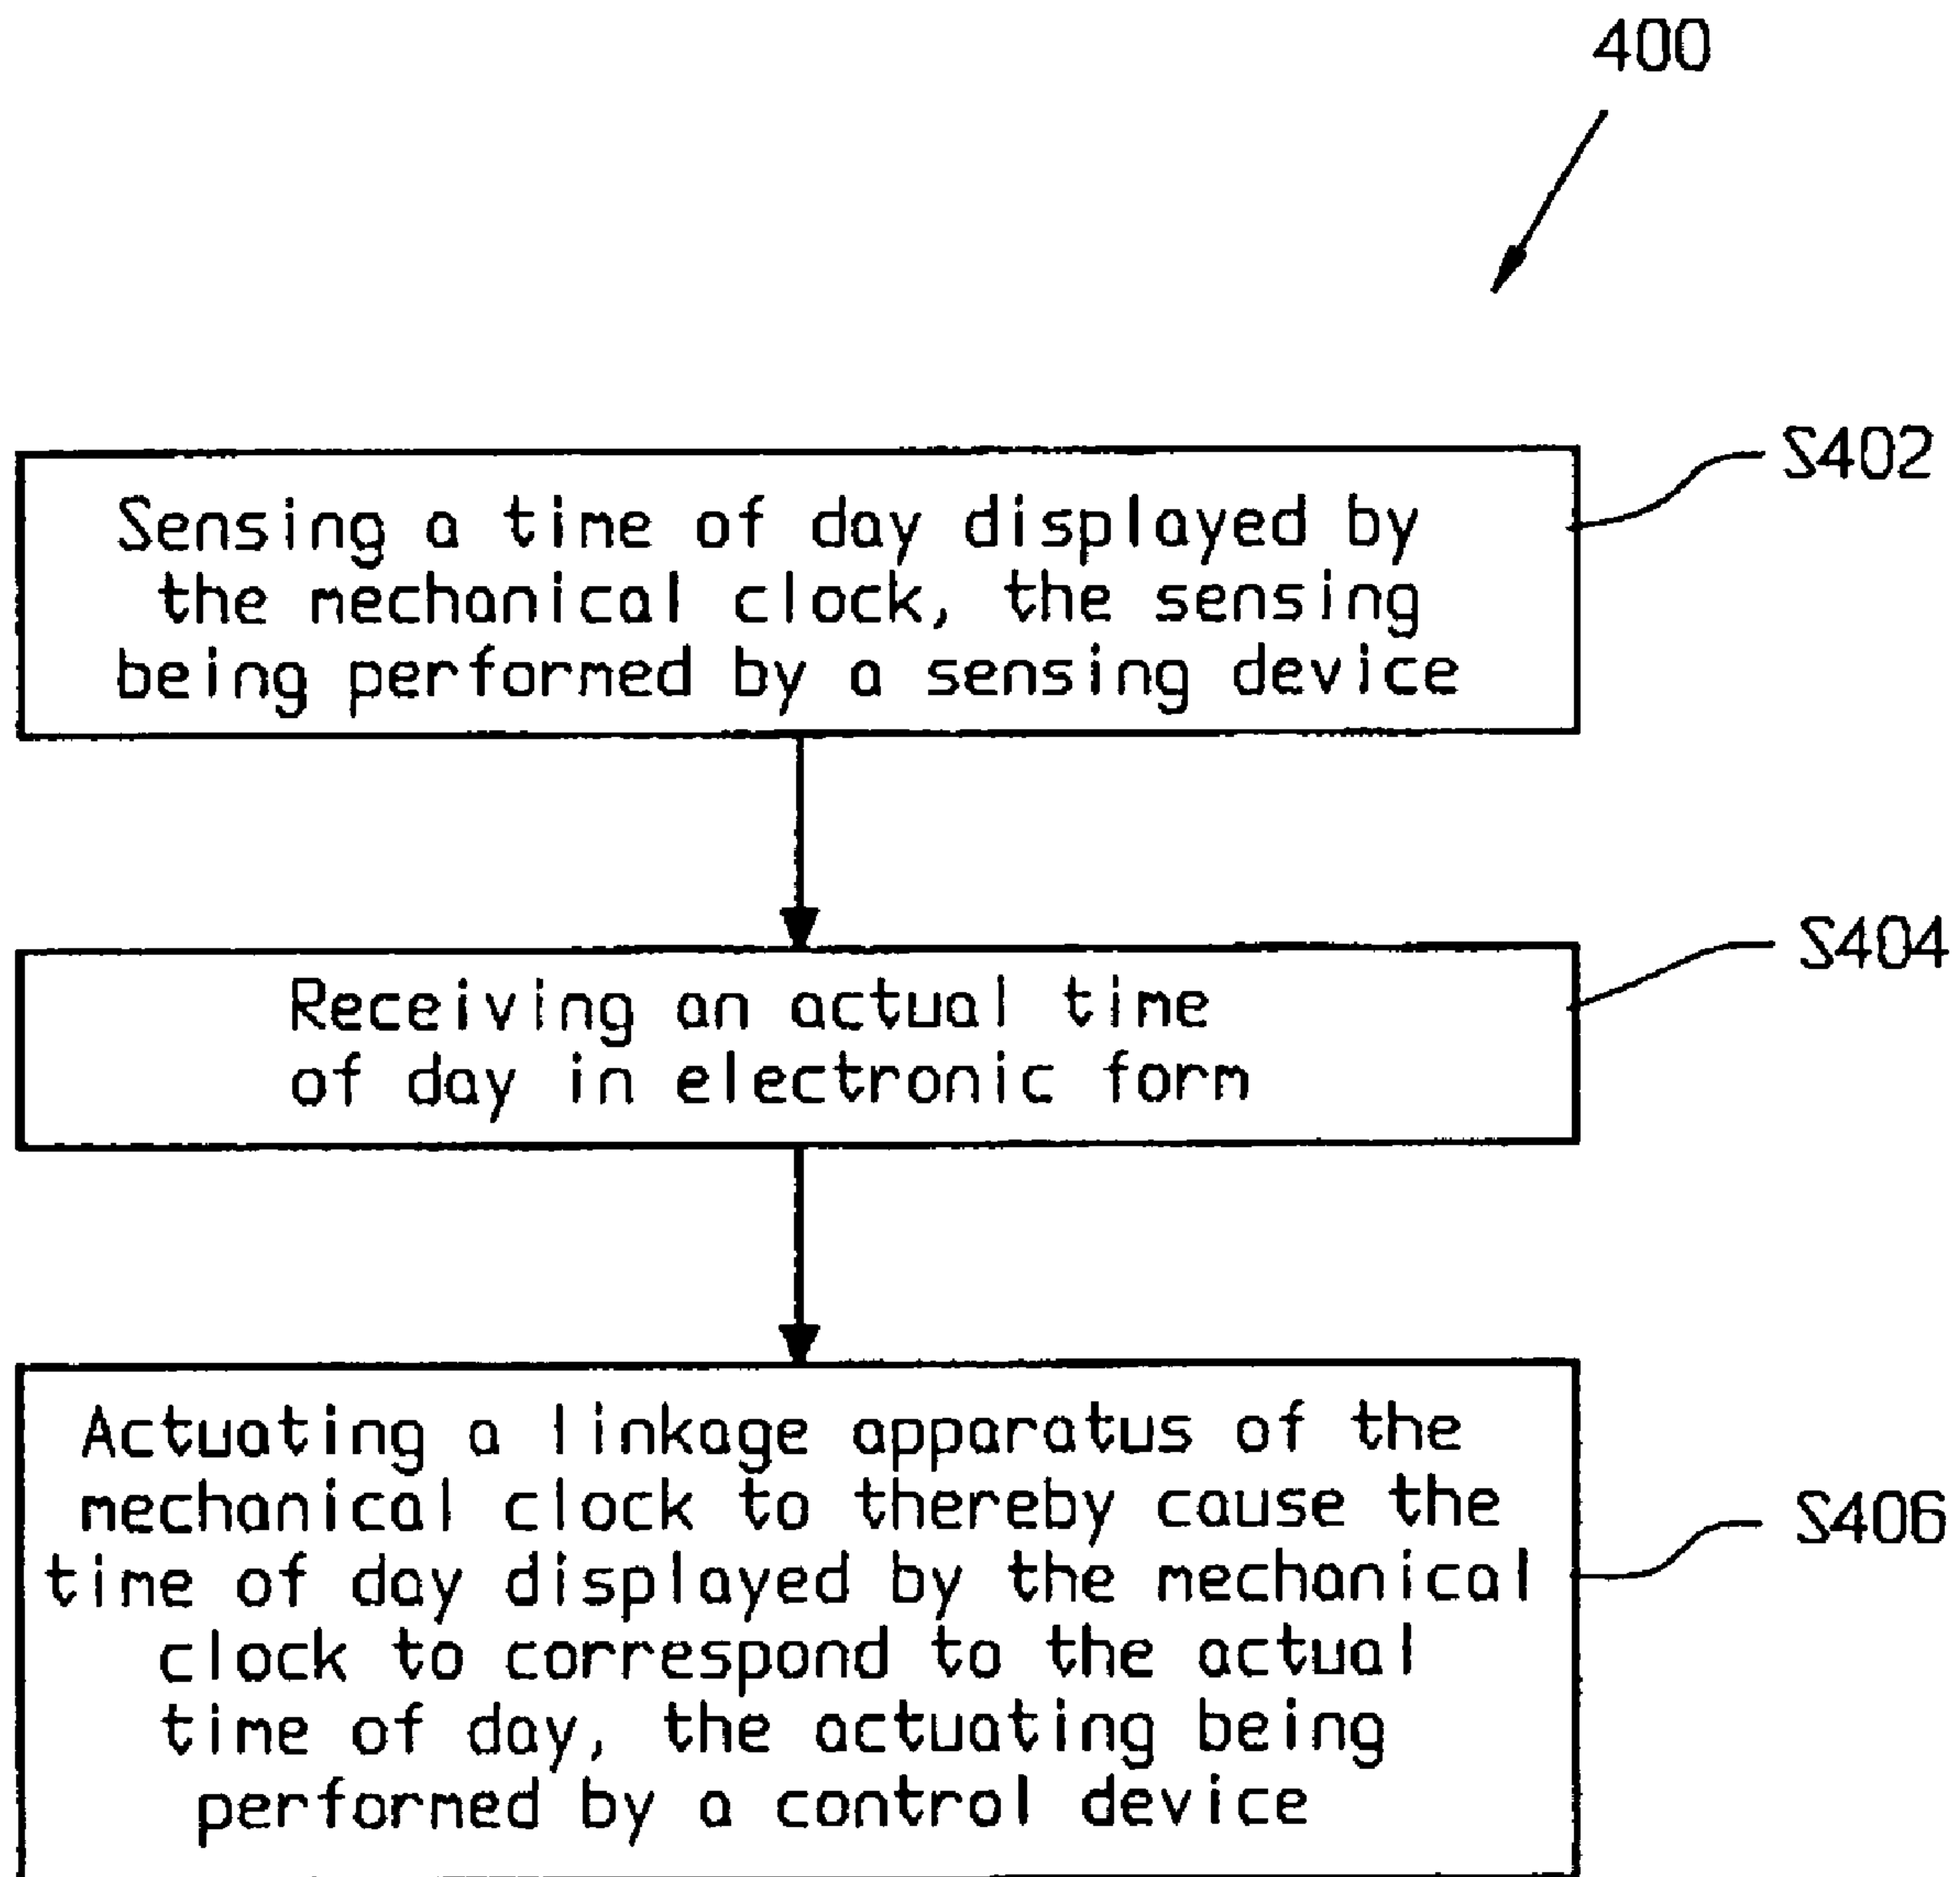 400
S402
Sensing a time of day displayed by
the mechanical clock, the sensing
being performed by a sensing device
S404
Receiving an actual time
of day in electronic form
Actuating a linkage apparatus of the
mechanical clock to thereby cause the
S406
time of day displayed by the mechanical
clock to correspond to the actual
time of day, the actuating being
performed by a control device